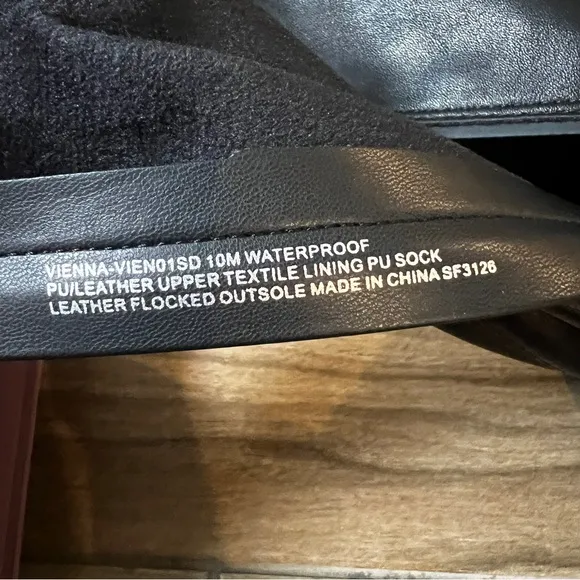 VIENNA-VIEN01SD 10M WATERPROOF
PU/LEATHER UPPER TEXTILE LINING PU SOCK
LEATHER FLOCKED OUTSOLE MADE IN CHINA SF3126